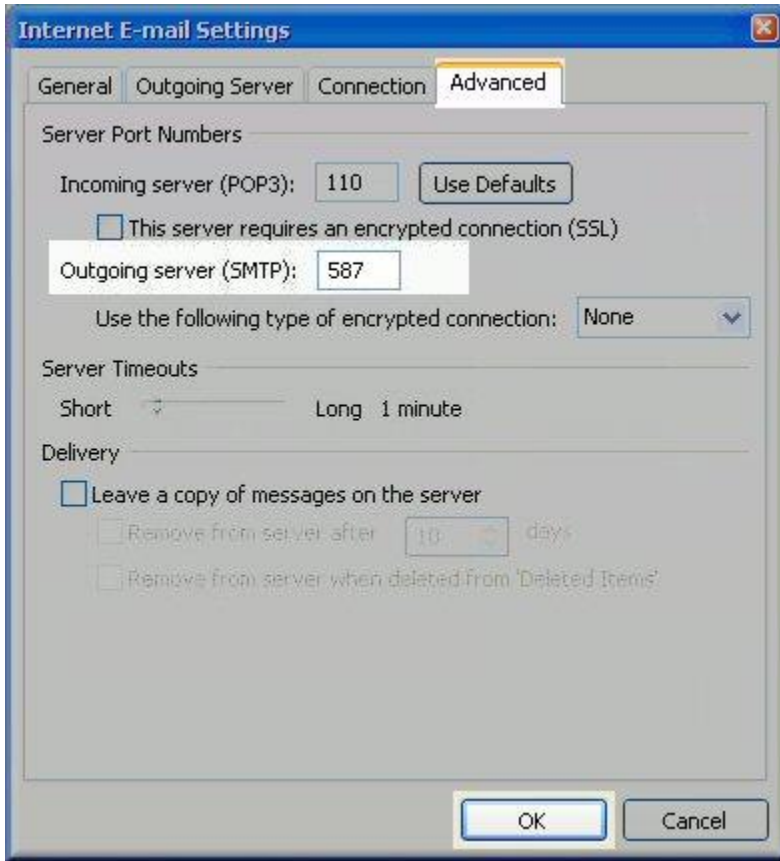 Internet E-mail Settings
General Outgoing Server Connection Advanced
Server Port Numbers
Incoming server (POP3): 110 Use Defaults
This server requires an encrypted connection (SSL)
Outgoing server (SMTP): 587
Use the following type of encrypted connection: None
Server Timeouts
Short Long 1 minute
Delivery
Leave a copy of messages on the server
Remove from server after 10 days
Remove from server when deleted from 'Deleted Items'
OK Cancel